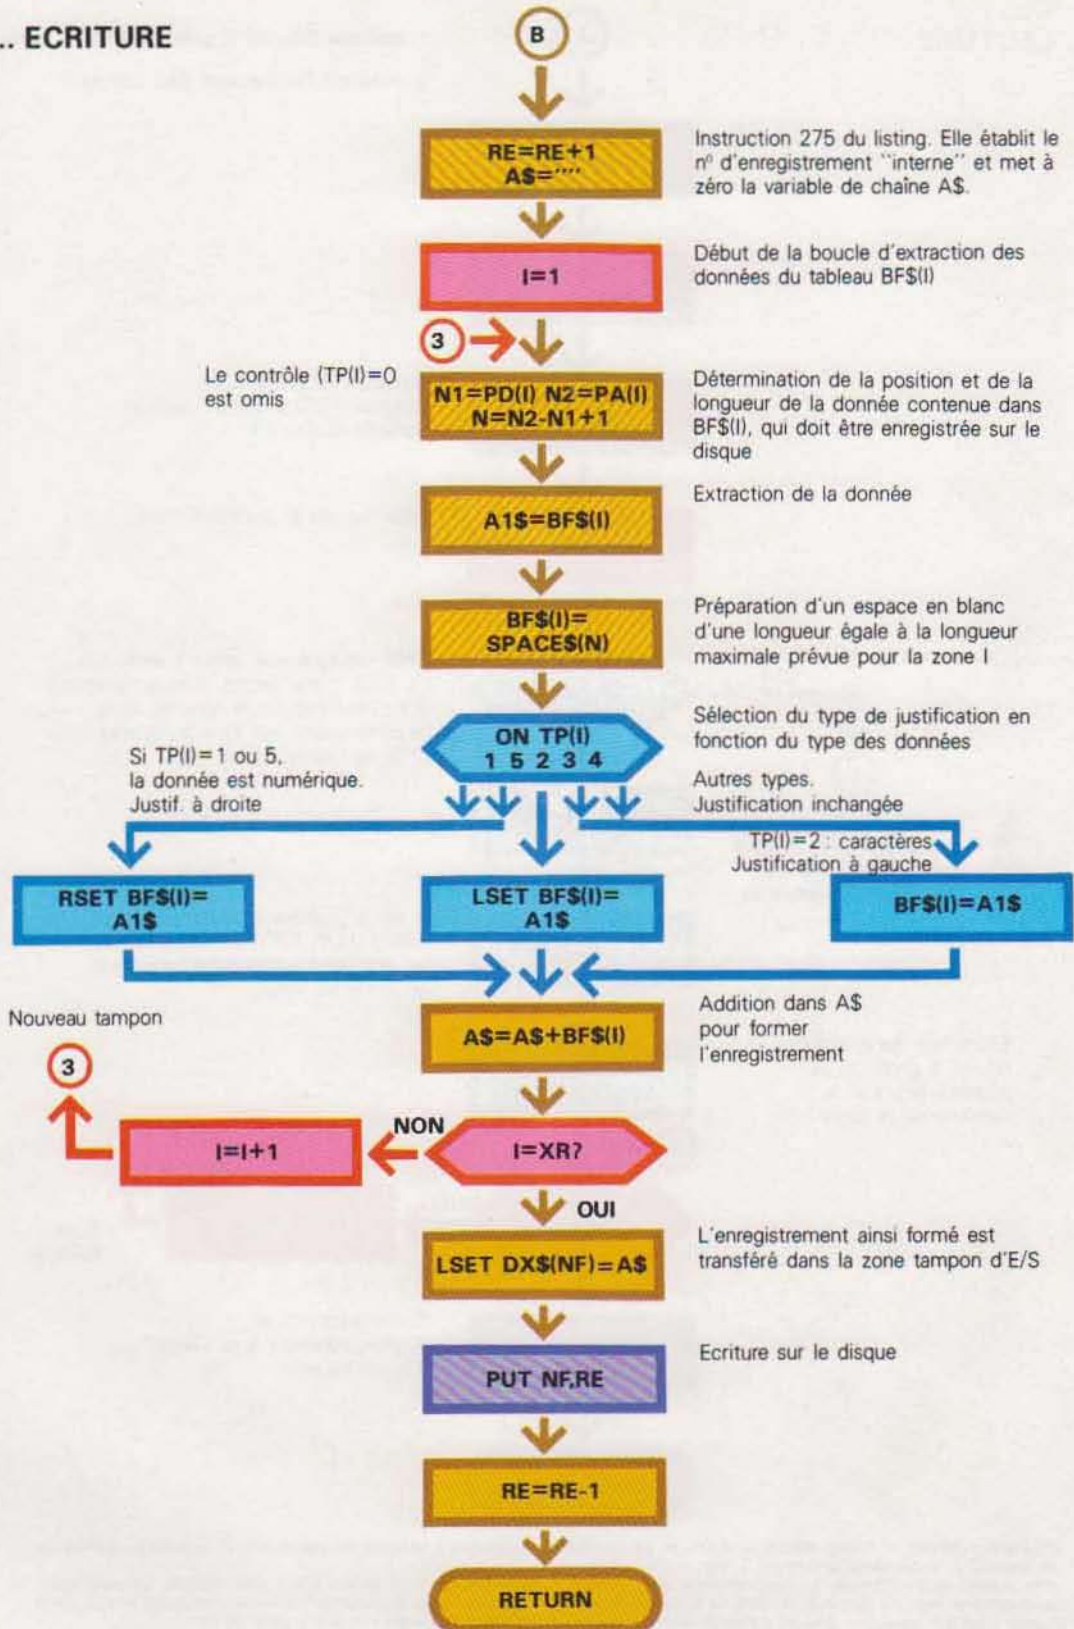 .. ECRITURE
B
RE=RE+1
A$=""
Instruction 275 du listing. Elle établit le
nº d'enregistrement "interne" et met à
zéro la variable de chaîne A$.
I=1
Début de la boucle d'extraction des
données du tableau BF$(I)
3
Le contrôle (TP(I)=0
est omis
N1=PD(I) N2=PA(I)
N=N2-N1+1
Détermination de la position et de la
longueur de la donnée contenue dans
BF$(I), qui doit être enregistrée sur le
disque
A1$=BF$(I)
Extraction de la donnée
BF$(I)=
SPACE$(N)
Préparation d'un espace en blanc
d'une longueur égale à la longueur
maximale prévue pour la zone I
ON TP(I)
1 5 2 3 4
Sélection du type de justification en
fonction du type des données
Si TP(I)=1 ou 5,
la donnée est numérique.
Justif. à droite
Autres types.
Justification inchangée
TP(I)=2 : caractères
Justification à gauche
RSET BF$(I)=
A1$
LSET BF$(I)=
A1$
BF$(I)=A1$
Nouveau tampon
3
A$=A$+BF$(I)
Addition dans A$
pour former
l'enregistrement
I=I+1
NON
I=XR?
OUI
LSET DX$(NF)=A$
L'enregistrement ainsi formé est
transféré dans la zone tampon d'E/S
PUT NF,RE
Ecriture sur le disque
RE=RE-1
RETURN